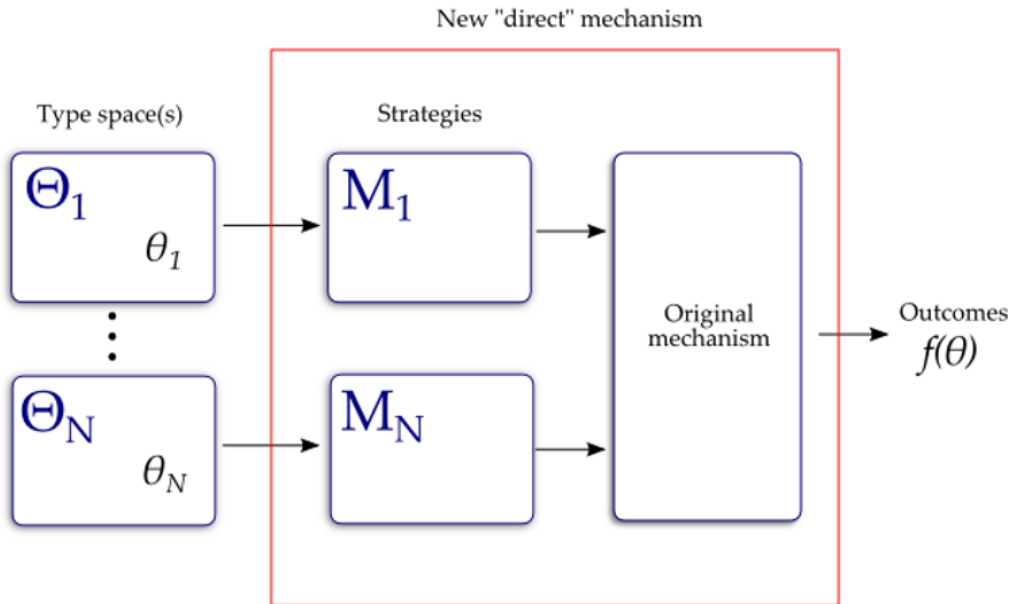 New "direct" mechanism
Type space(s)
Strategies
Θ1
θ1
M1
Original
mechanism
Outcomes
f(θ)
ΘN
θN
MN